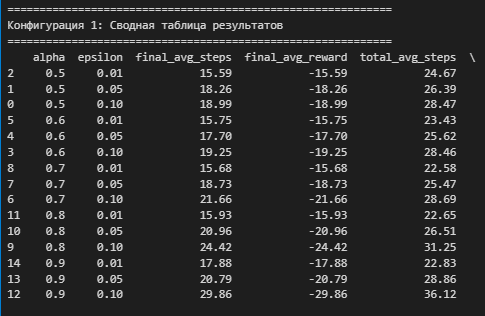 ============================================================
Конфигурация 1: Сводная таблица результатов
============================================================
    alpha  epsilon  final_avg_steps  final_avg_reward  total_avg_steps  \
2     0.5     0.01            15.59            -15.59            24.67
1     0.5     0.05            18.26            -18.26            26.39
0     0.5     0.10            18.99            -18.99            28.47
5     0.6     0.01            15.75            -15.75            23.43
4     0.6     0.05            17.70            -17.70            25.62
3     0.6     0.10            19.25            -19.25            28.46
8     0.7     0.01            15.68            -15.68            22.58
7     0.7     0.05            18.73            -18.73            25.47
6     0.7     0.10            21.66            -21.66            28.69
11    0.8     0.01            15.93            -15.93            22.65
10    0.8     0.05            20.96            -20.96            26.51
9     0.8     0.10            24.42            -24.42            31.25
14    0.9     0.01            17.88            -17.88            22.83
13    0.9     0.05            20.79            -20.79            28.86
12    0.9     0.10            29.86            -29.86            36.12